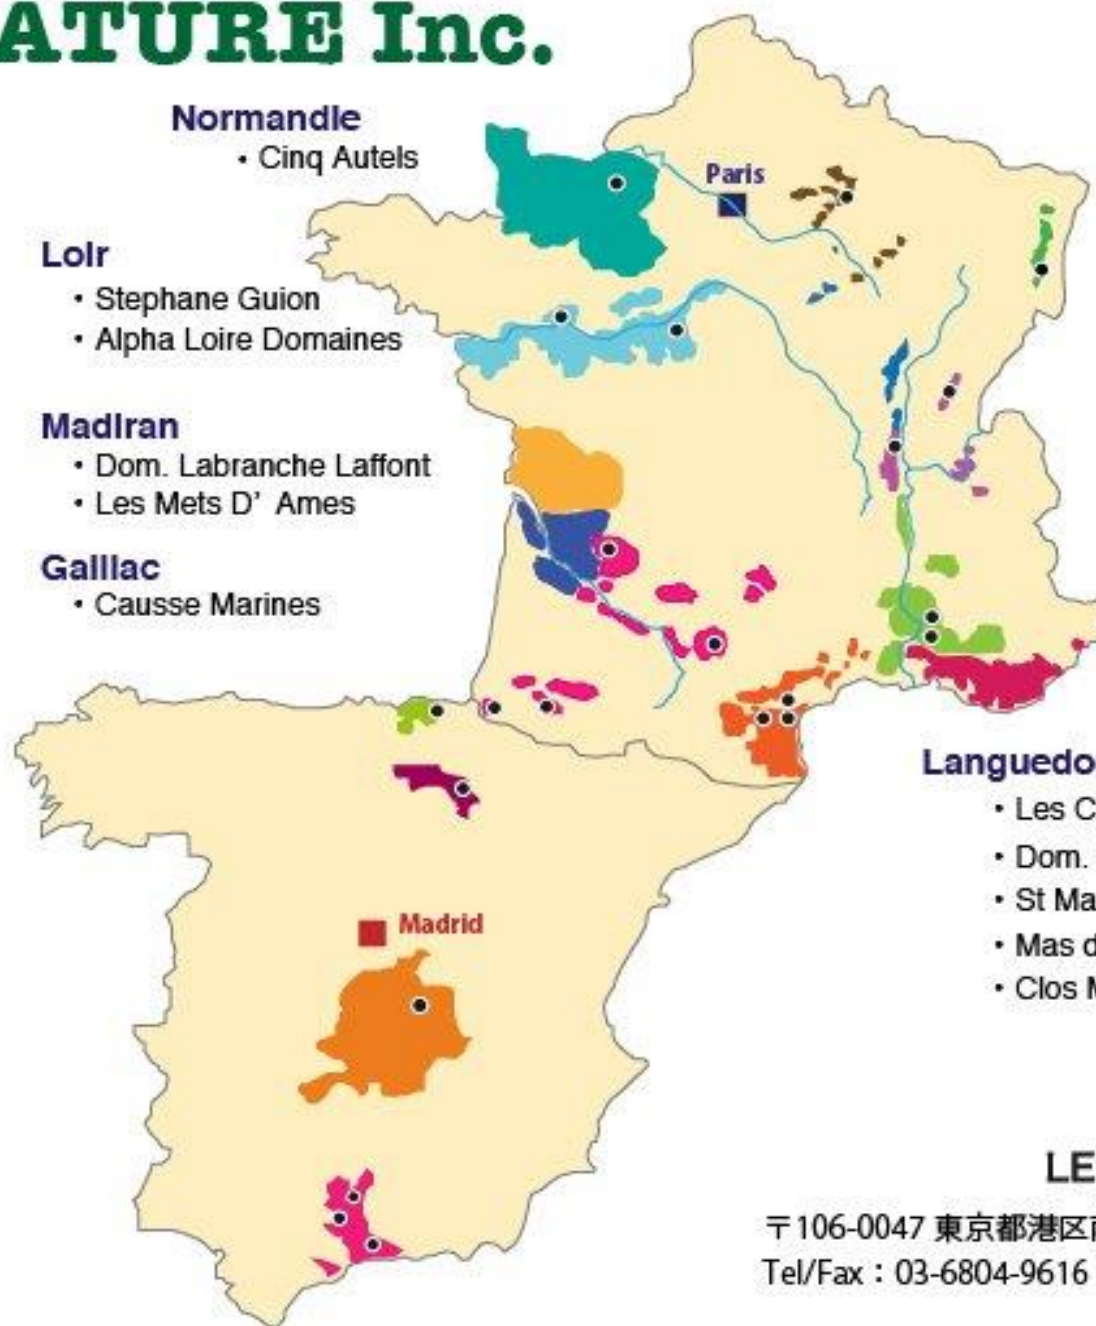 ATURE Inc.
Normandie
・Cinq Autels
Paris
Loir
・Stephane Guion
・Alpha Loire Domaines
Madiran
・Dom. Labranche Laffont
・Les Mets D’ Ames
Gaillac
・Causse Marines
Languedo
・Les C
・Dom.
・St Ma
・Mas d
・Clos M
Madrid
LE
〒106-0047 東京都港区南
Tel/Fax：03-6804-9616